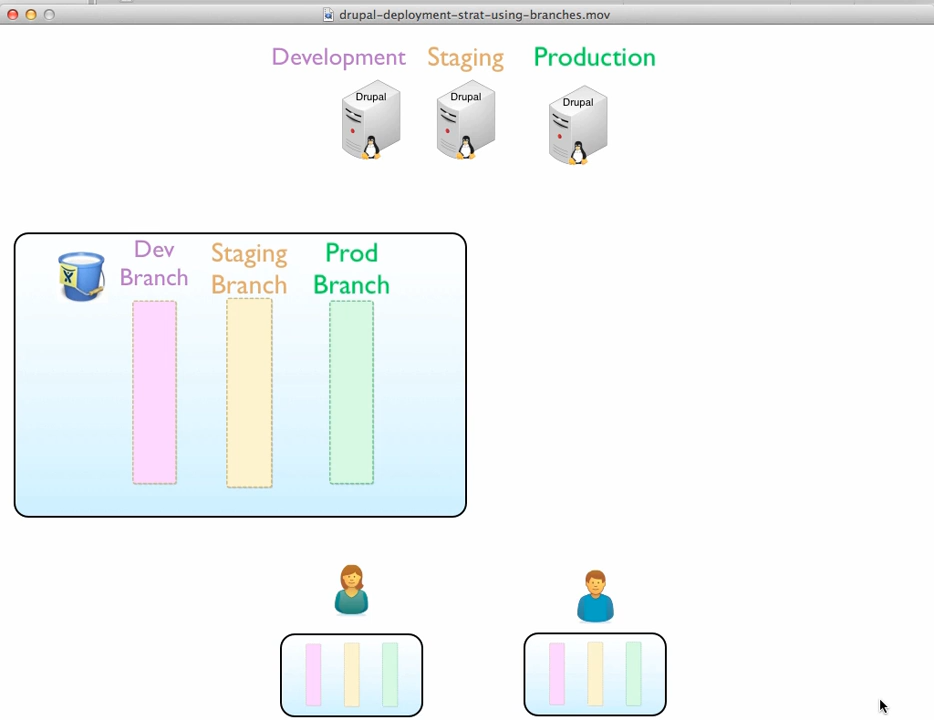 drupal-deployment-strat-using-branches.mov
Development Staging Production
Drupal Drupal Drupal
Dev Branch
Staging Branch
Prod Branch